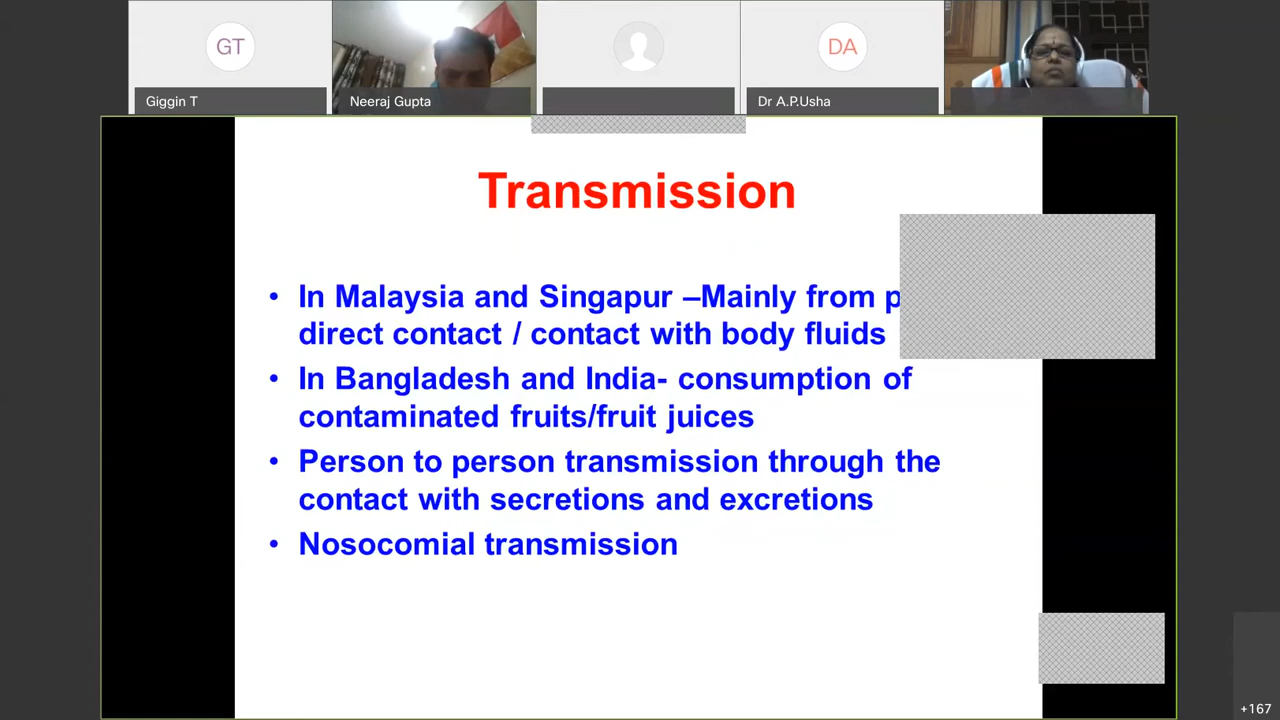 GT
DA
Giggin T
Neeraj Gupta
Dr A.P.Usha
Transmission
• In Malaysia and Singapur –Mainly from
direct contact / contact with body fluids
• In Bangladesh and India- consumption of
contaminated fruits/fruit juices
• Person to person transmission through the
contact with secretions and excretions
• Nosocomial transmission
+167